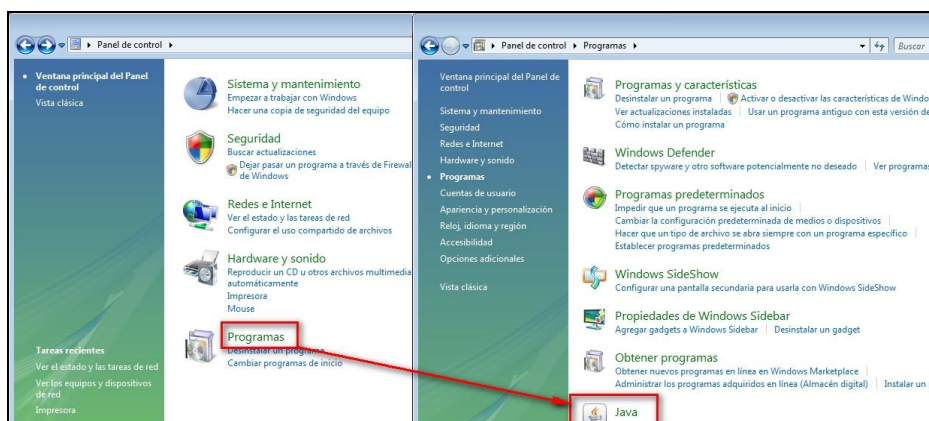 Panel de control
Ventana principal del Panel
de control
Vista clásica
Sistema y mantenimiento
Empezar a trabajar con Windows
Hacer una copia de seguridad del equipo
Seguridad
Buscar actualizaciones
Dejar pasar un programa a través de Firewal
de Windows
Redes e Internet
Ver el estado y las tareas de red
Configurar el uso compartido de archivos
Hardware y sonido
Reproducir un CD u otros archivos multimedia
automáticamente
Impresora
Mouse
Programas
Desinstalar un programa
Cambiar programas de inicio
Tareas recientes
Ver el estado y las tareas de red
Ver los equipos y dispositivos
de red
Impresora
Panel de control Programas
Buscar
Ventana principal del Panel de
control
Sistema y mantenimiento
Seguridad
Redes e Internet
Hardware y sonido
Programas
Cuentas de usuario
Apariencia y personalización
Reloj, idioma y región
Accesibilidad
Opciones adicionales
Vista clásica
Programas y características
Desinstalar un programa Activar o desactivar las características de Windo
Ver actualizaciones instaladas Usar un programa antiguo con esta versión de
Cómo instalar un programa
Windows Defender
Detectar spyware y otro software potencialmente no deseado Ver programas
Programas predeterminados
Impedir que un programa se ejecuta al inicio
Cambiar la configuración predeterminada de medios o dispositivos
Hacer que un tipo de archivo se abra siempre con un programa específico
Establecer programas predeterminados
Windows SideShow
Configurar una pantalla secundaria para usarla con Windows SideShow
Propiedades de Windows Sidebar
Agregar gadgets a Windows Sidebar Desinstalar un gadget
Obtener programas
Obtener nuevos programas en línea en Windows Marketplace
Administrar los programas adquiridos en línea (Almacén digital) Instalar un
Java